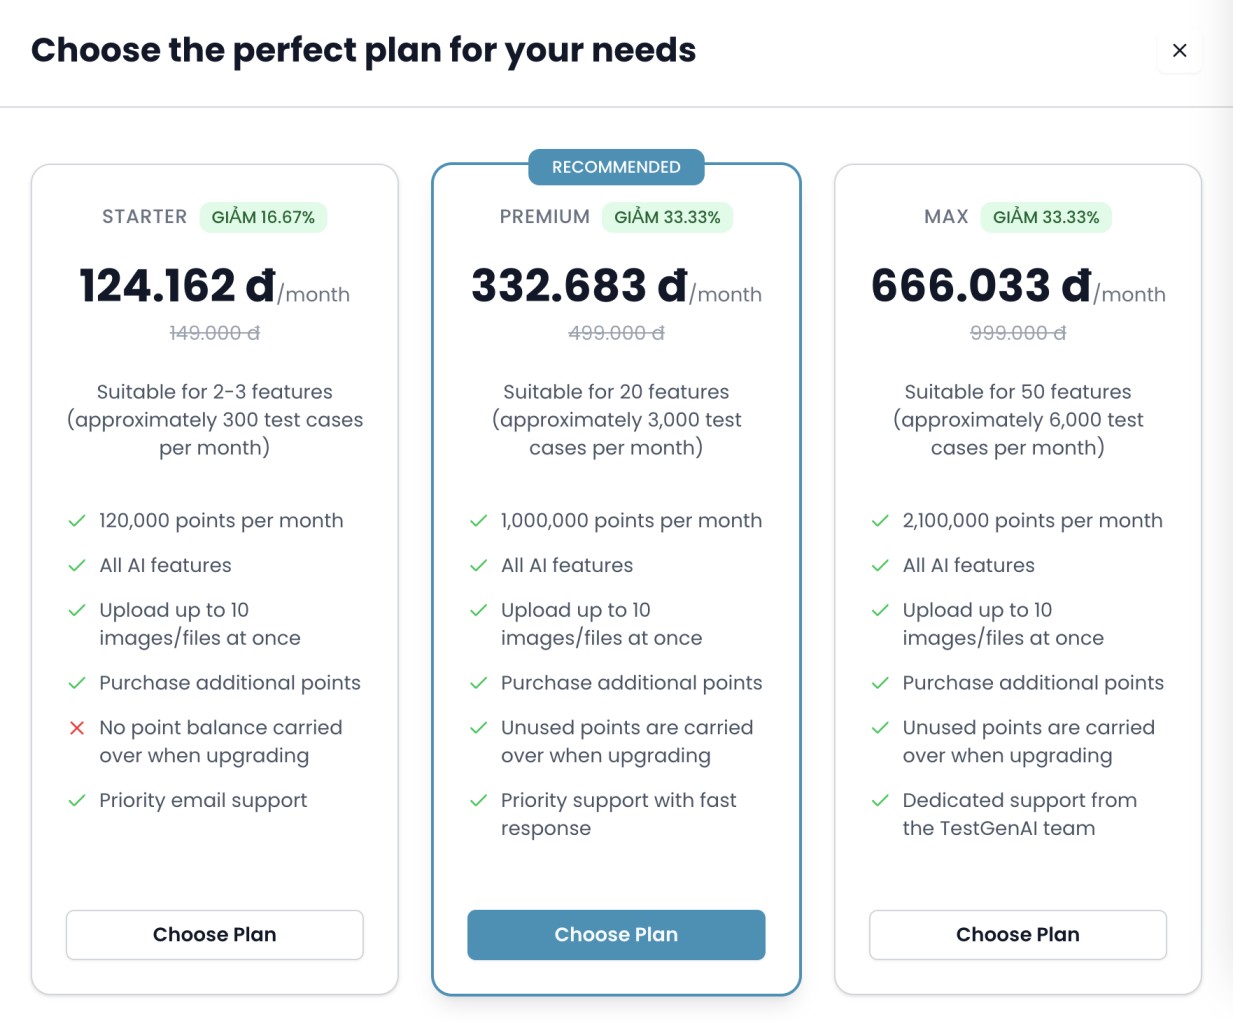 Choose the perfect plan for your needs
RECOMMENDED
STARTER GIẢM 16.67%
124.162 đ/month
149.000 đ
Suitable for 2-3 features
(approximately 300 test cases
per month)
120,000 points per month
All AI features
Upload up to 10
images/files at once
Purchase additional points
No point balance carried
over when upgrading
Priority email support
Choose Plan
PREMIUM GIẢM 33.33%
332.683 đ/month
499.000 đ
Suitable for 20 features
(approximately 3,000 test
cases per month)
1,000,000 points per month
All AI features
Upload up to 10
images/files at once
Purchase additional points
Unused points are carried
over when upgrading
Priority support with fast
response
Choose Plan
MAX GIẢM 33.33%
666.033 đ/month
999.000 đ
Suitable for 50 features
(approximately 6,000 test
cases per month)
2,100,000 points per month
All AI features
Upload up to 10
images/files at once
Purchase additional points
Unused points are carried
over when upgrading
Dedicated support from
the TestGenAI team
Choose Plan